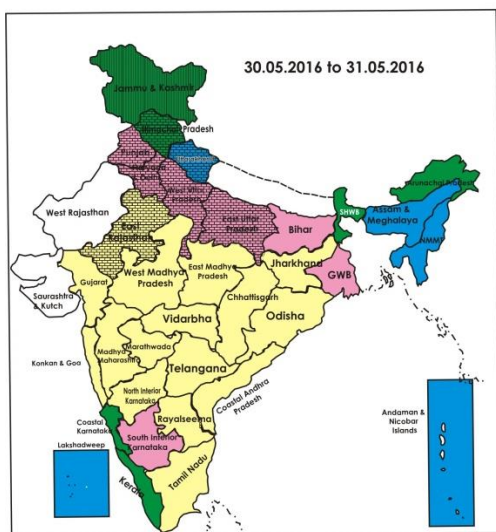 30.05.2016 to 31.05.2016
Jammu & Kashmir
Himachal Pradesh
Punjab
West Uttar
Pradesh
West Rajasthan
East
Rajasthan
East Uttar
Pradesh
Bihar
SHWB
Arunachal Pradesh
Assam &
Meghalaya
NMMT
Gujarat
West Madhya
Pradesh
East Madhya
Pradesh
Jharkhand
GWB
Saurashtra
& Kutch
Chhattisgarh
Vidarbha
Odisha
Konkan & Goa
Madhya
Maharashtra
Marathwada
Telangana
North Interior
Karnataka
Coastal Andhra
Pradesh
Rayalseema
Coastal
Karnataka
South Interior
Karnataka
Lakshadweep
Kerala
Tamil Nadu
Andaman &
Nicobar
Islands